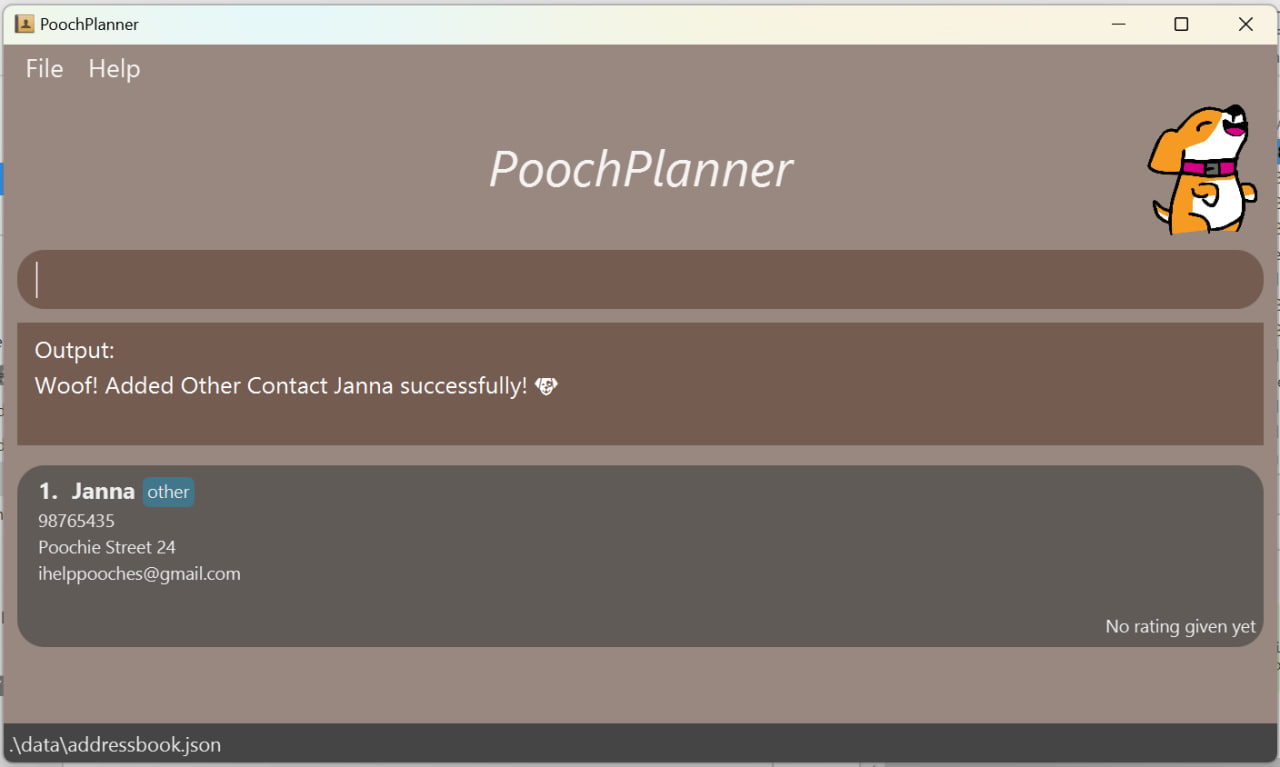 PoochPlanner
File Help
PoochPlanner
Output:
Woof! Added Other Contact Janna successfully!
1. Janna other
98765435
Poochie Street 24
ihelppooches@gmail.com
No rating given yet
.\data\addressbook.json